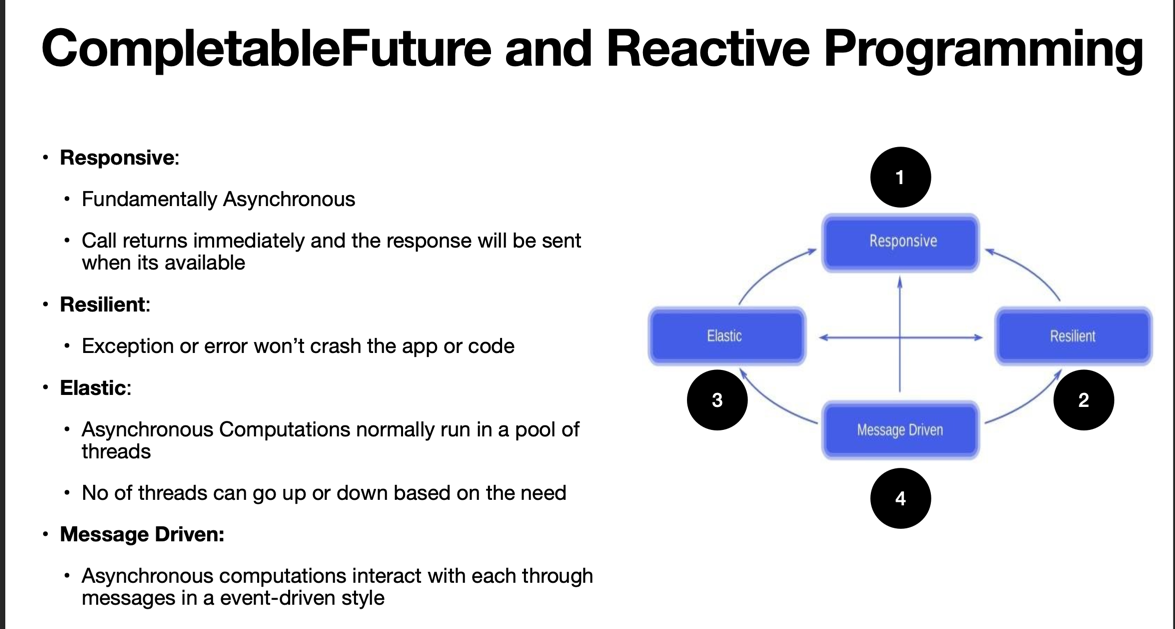 CompletableFuture and Reactive Programming
• Responsive:
• Fundamentally Asynchronous
• Call returns immediately and the response will be sent
when its available
• Resilient:
• Exception or error won’t crash the app or code
• Elastic:
• Asynchronous Computations normally run in a pool of
threads
• No of threads can go up or down based on the need
• Message Driven:
• Asynchronous computations interact with each through
messages in a event-driven style
1
Responsive
Elastic
Resilient
3
2
Message Driven
4